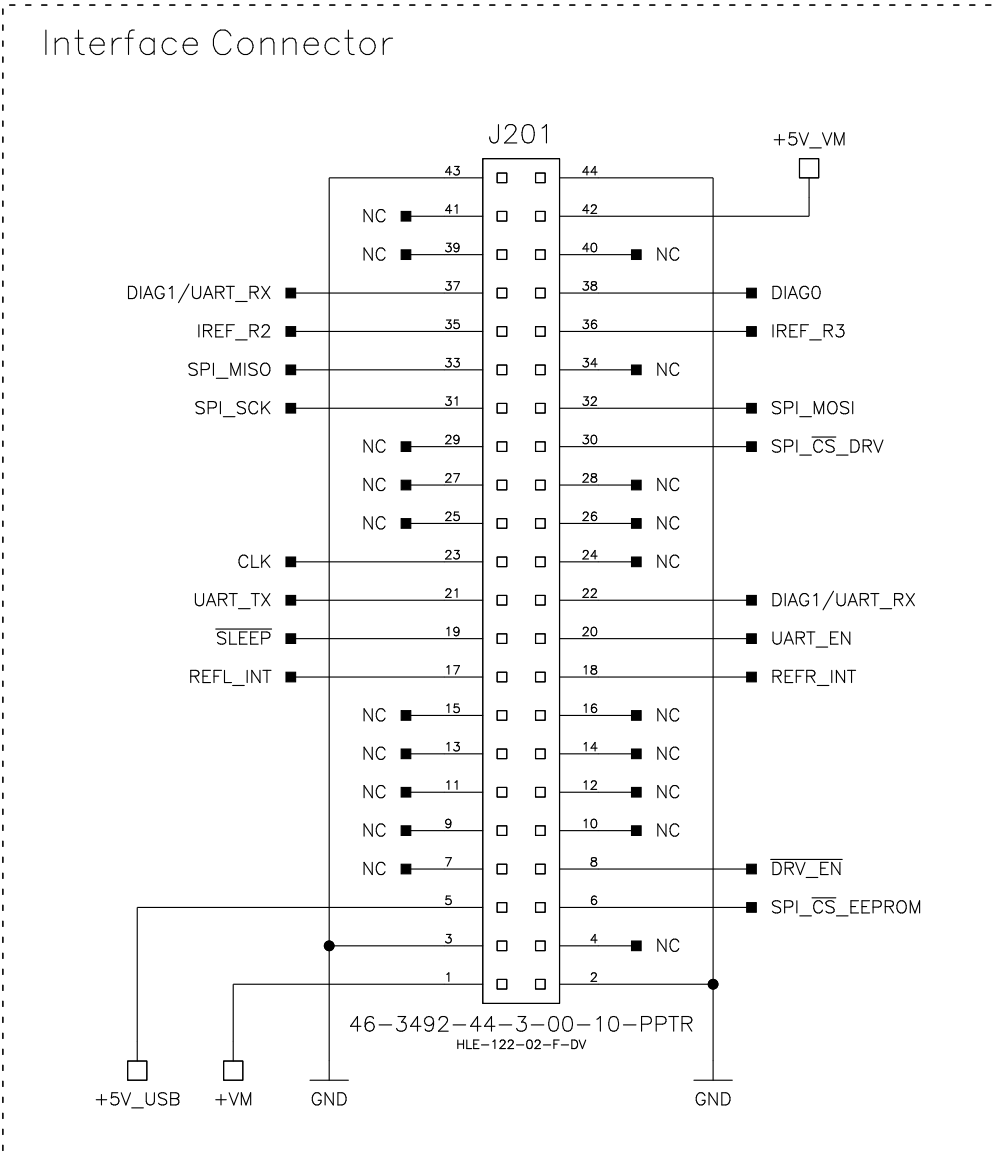 Interface Connector
J201
+5V_VM
43 44
NC 41 42
NC 39 40 NC
DIAG1/UART_RX 37 38 DIAG0
IREF_R2 35 36 IREF_R3
SPI_MISO 33 34 NC
SPI_SCK 31 32 SPI_MOSI
NC 29 30 SPI_C̅S̅_DRV
NC 27 28 NC
NC 25 26 NC
CLK 23 24 NC
UART_TX 21 22 DIAG1/UART_RX
S̅L̅E̅E̅P̅ 19 20 UART_EN
REFL_INT 17 18 REFR_INT
NC 15 16 NC
NC 13 14 NC
NC 11 12 NC
NC 9 10 NC
NC 7 8 D̅R̅V̅_̅E̅N̅
5 6 SPI_C̅S̅_EEPROM
3 4 NC
1 2
46-3492-44-3-00-10-PPTR
HLE-122-02-F-DV
+5V_USB +VM GND GND